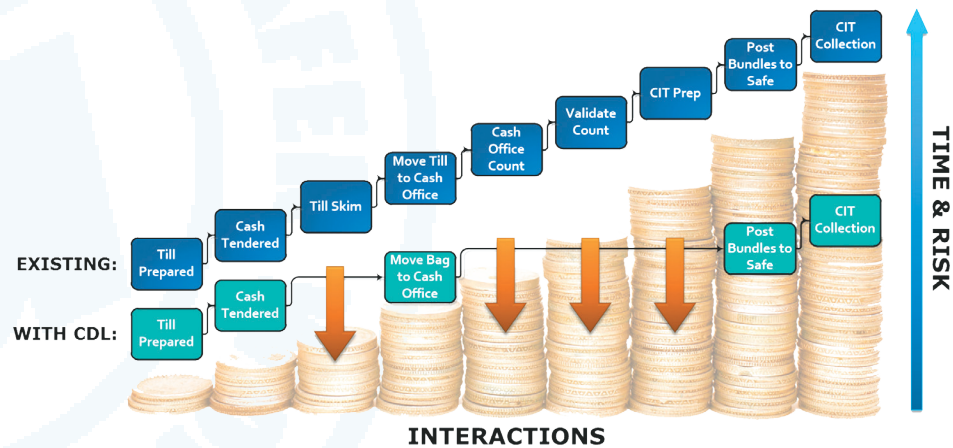 EXISTING:
Till
Prepared
Cash
Tendered
Till Skim
Move Till
to Cash
Office
Cash
Office
Count
Validate
Count
CIT Prep
Post
Bundles to
Safe
CIT
Collection
WITH CDL:
Till
Prepared
Cash
Tendered
Move Bag
to Cash
Office
Post
Bundles to
Safe
CIT
Collection
TIME & RISK
INTERACTIONS